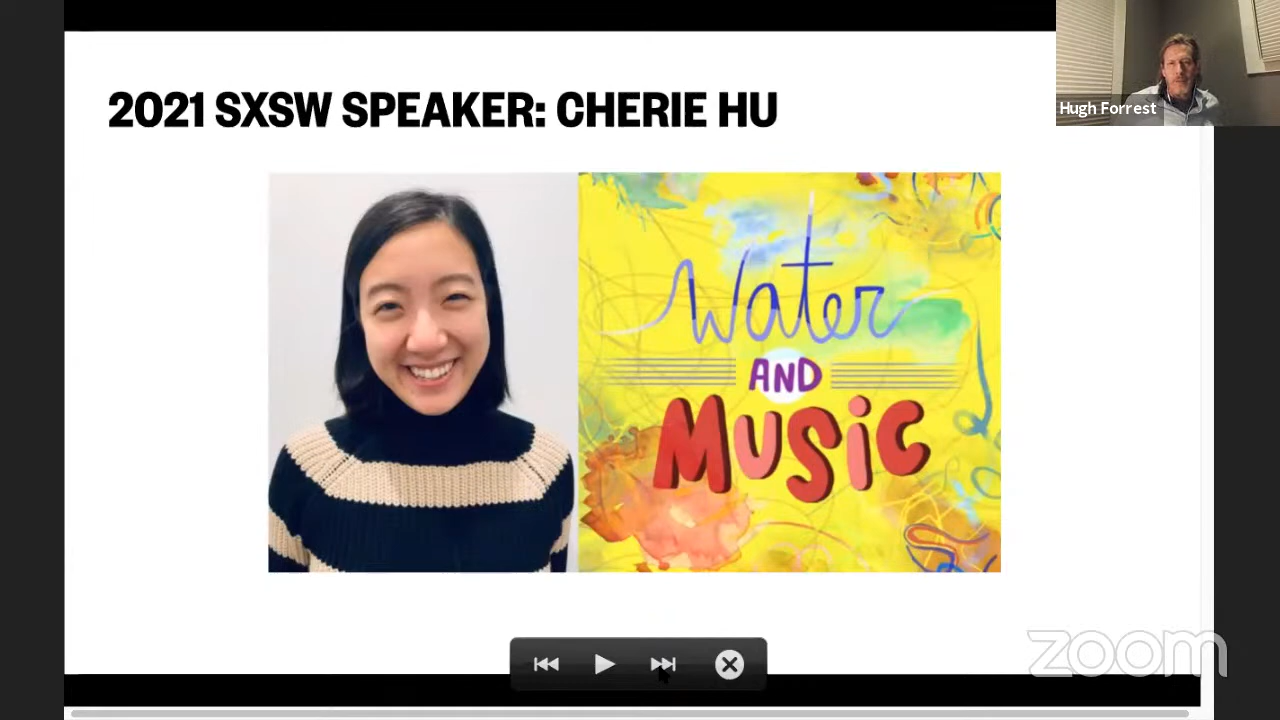 2021 SXSW SPEAKER: CHERIE HU
Hugh Forrest
Water
AND
MUSiC
zoom